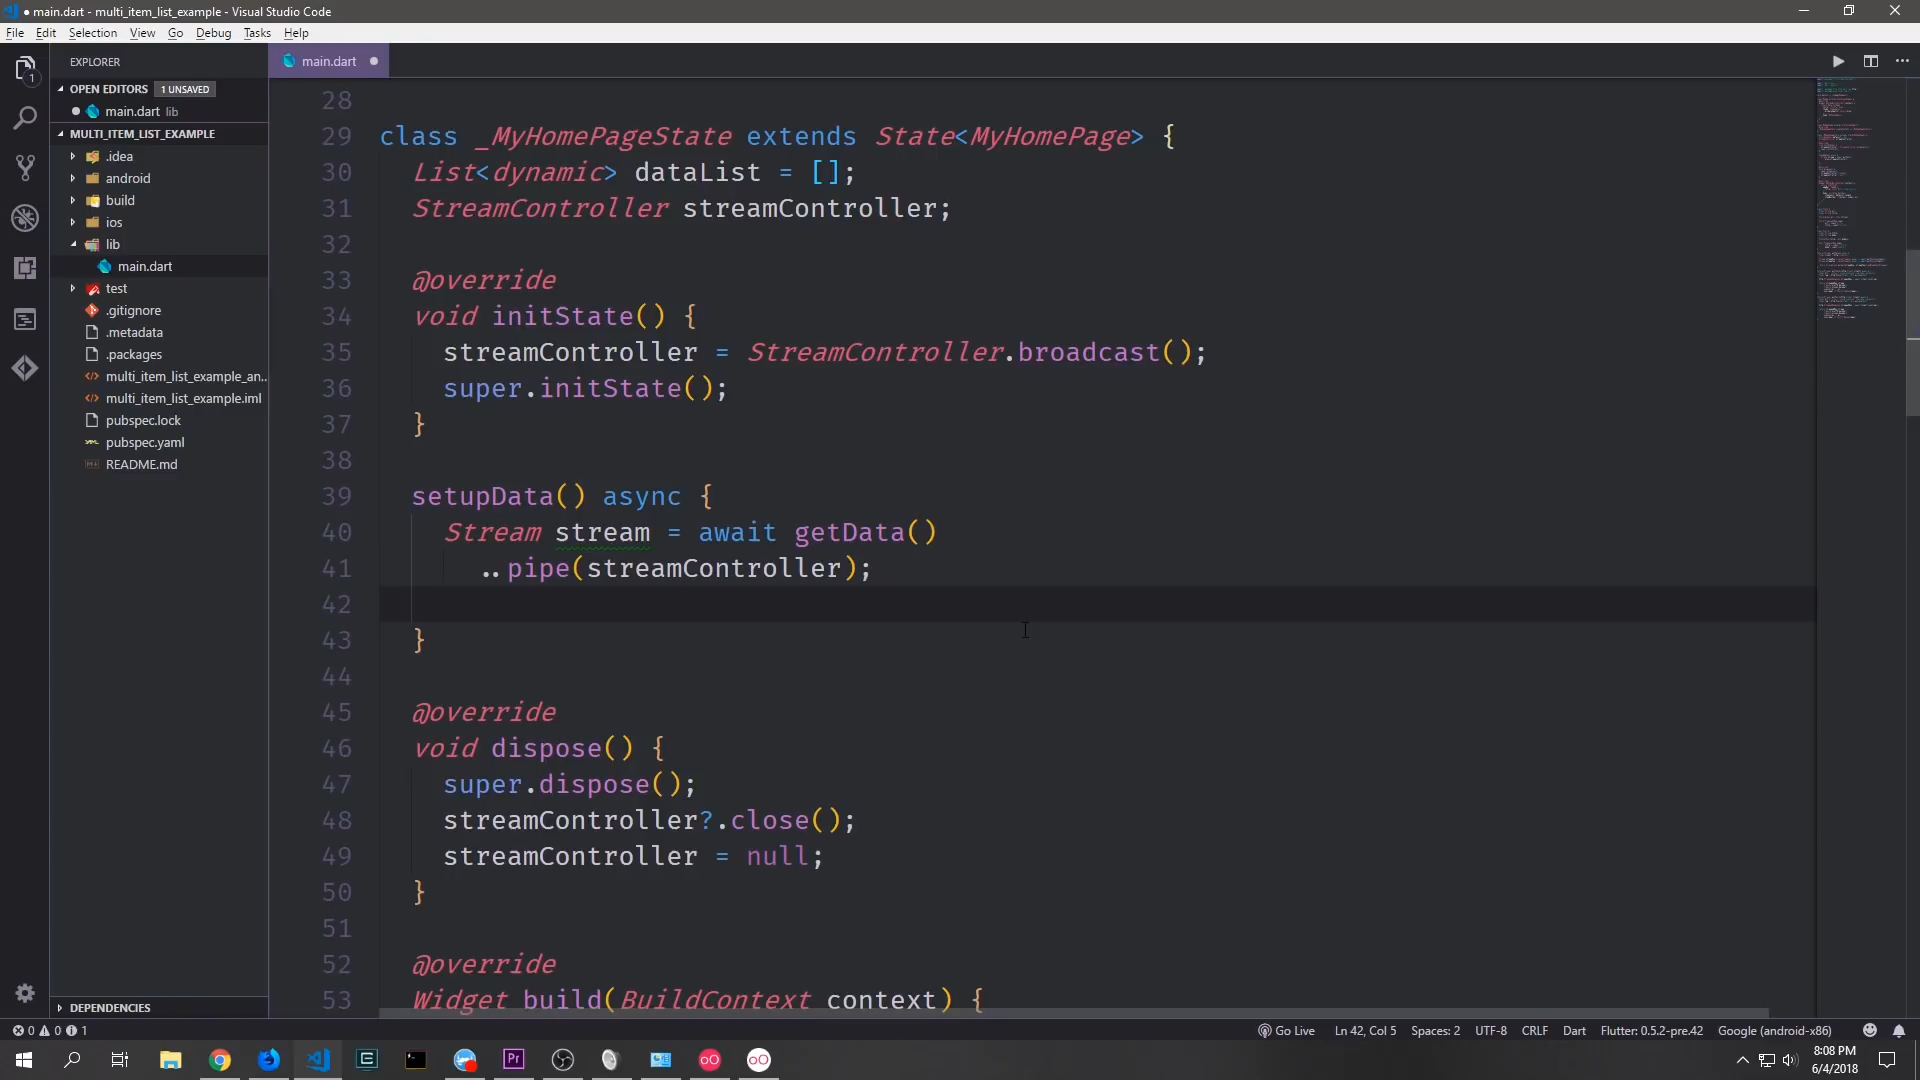 ● main.dart - multi_item_list_example - Visual Studio Code
File Edit Selection View Go Debug Tasks Help
EXPLORER
main.dart ●
1
OPEN EDITORS 1 UNSAVED
● main.dart lib
MULTI_ITEM_LIST_EXAMPLE
.idea
android
build
ios
lib
main.dart
test
.gitignore
.metadata
.packages
multi_item_list_example_an..
multi_item_list_example.iml
pubspec.lock
pubspec.yaml
README.md
DEPENDENCIES
28
29 class _MyHomePageState extends State<MyHomePage> {
30 List<dynamic> dataList = [];
31 StreamController streamController;
32
33 @override
34 void initState() {
35 streamController = StreamController.broadcast();
36 super.initState();
37 }
38
39 setupData() async {
40 Stream stream = await getData()
41 ..pipe(streamController);
42
43 }
44
45 @override
46 void dispose() {
47 super.dispose();
48 streamController?.close();
49 streamController = null;
50 }
51
52 @override
53 Widget build(BuildContext context) {
0 0 1 Go Live Ln 42, Col 5 Spaces: 2 UTF-8 CRLF Dart Flutter: 0.5.2-pre.42 Google (android-x86)
8:08 PM
6/4/2018